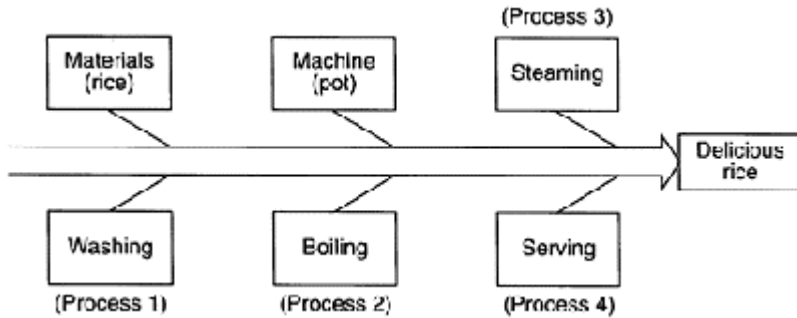 (Process 3)
Materials
(rice)
Machine
(pot)
Steaming
Delicious
rice
Washing
Boiling
Serving
(Process 1)
(Process 2)
(Process 4)